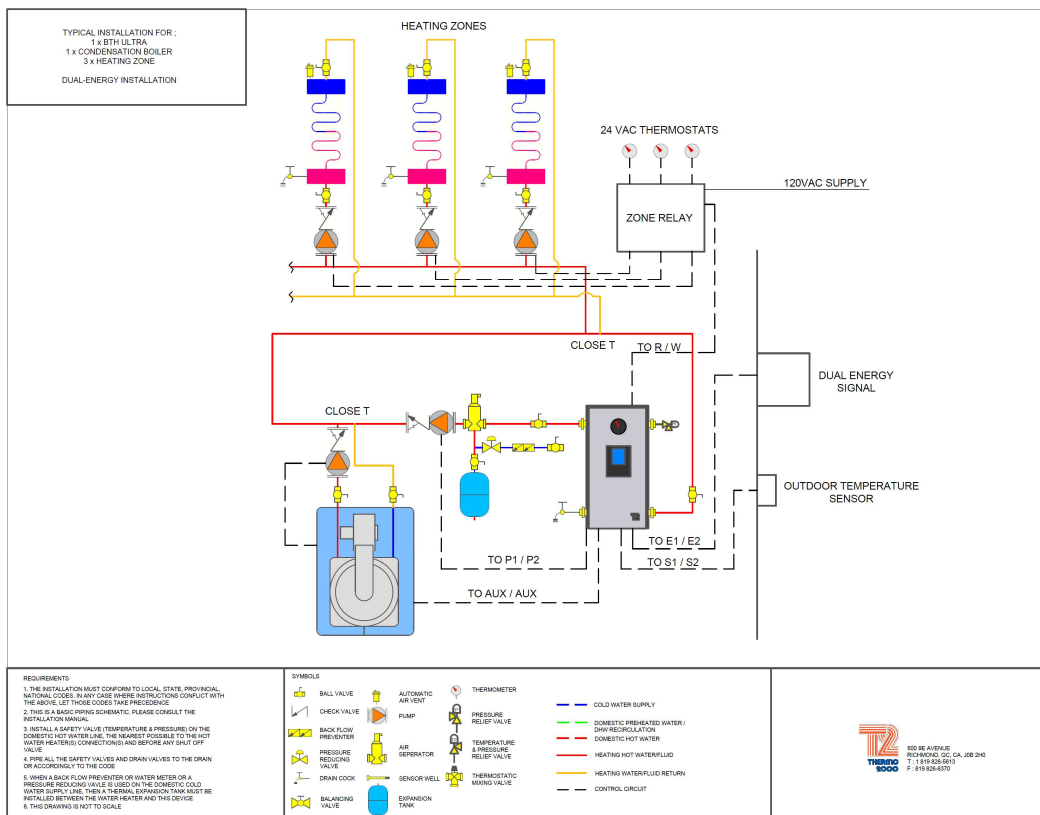 TYPICAL INSTALLATION FOR ;
1 x BTH ULTRA
1 x CONDENSATION BOILER
3 x HEATING ZONE
DUAL-ENERGY INSTALLATION
HEATING ZONES
24 VAC THERMOSTATS
120VAC SUPPLY
ZONE RELAY
CLOSE T
TO R / W
DUAL ENERGY
SIGNAL
CLOSE T
OUTDOOR TEMPERATURE
SENSOR
TO E1 / E2
TO P1 / P2
TO S1 / S2
TO AUX / AUX
REQUIREMENTS
1. THE INSTALLATION MUST CONFORM TO LOCAL, STATE, PROVINCIAL,
NATIONAL CODES. IN ANY CASE WHERE INSTRUCTIONS CONFLICT WITH
THE ABOVE, LET THOSE CODES TAKE PRECEDENCE
2. THIS IS A BASIC PIPING SCHEMATIC. PLEASE CONSULT THE
INSTALLATION MANUAL
3. INSTALL A SAFETY VALVE (TEMPERATURE & PRESSURE) ON THE
DOMESTIC HOT WATER LINE, THE NEAREST POSSIBLE TO THE HOT
WATER HEATER(S) CONNECTION(S) AND BEFORE ANY SHUT OFF
VALVE
4. PIPE ALL THE SAFETY VALVES AND DRAIN VALVES TO THE DRAIN
OR ACCORDINGLY TO THE CODE
5. WHEN A BACK FLOW PREVENTER OR WATER METER OR A
PRESSURE REDUCING VAVLE IS USED ON THE DOMESTIC COLD
WATER SUPPLY LINE, THEN A THERMAL EXPANSION TANK MUST BE
INSTALLED BETWEEN THE WATER HEATER AND THIS DEVICE
6. THIS DRAWING IS NOT TO SCALE
SYMBOLS
BALL VALVE
CHECK VALVE
BACK FLOW
PREVENTER
PRESSURE
REDUCING
VALVE
DRAIN COCK
BALANCING
VALVE
AUTOMATIC
AIR VENT
PUMP
AIR
SEPERATOR
SENSOR WELL
EXPANSION
TANK
THERMOMETER
PRESSURE
RELIEF VALVE
TEMPERATURE
& PRESSURE
RELIEF VALVE
THERMOSTATIC
MIXING VALVE
COLD WATER SUPPLY
DOMESTIC PREHEATED WATER /
DHW RECIRCULATION
DOMESTIC HOT WATER
HEATING HOT WATER/FLUID
HEATING WATER/FLUID RETURN
CONTROL CIRCUIT
T2
THERMO
2000
500 9E AVENUE
RICHMOND, QC, CA, J0B 2H0
T : 1 819 826-5613
F : 819 826-6370